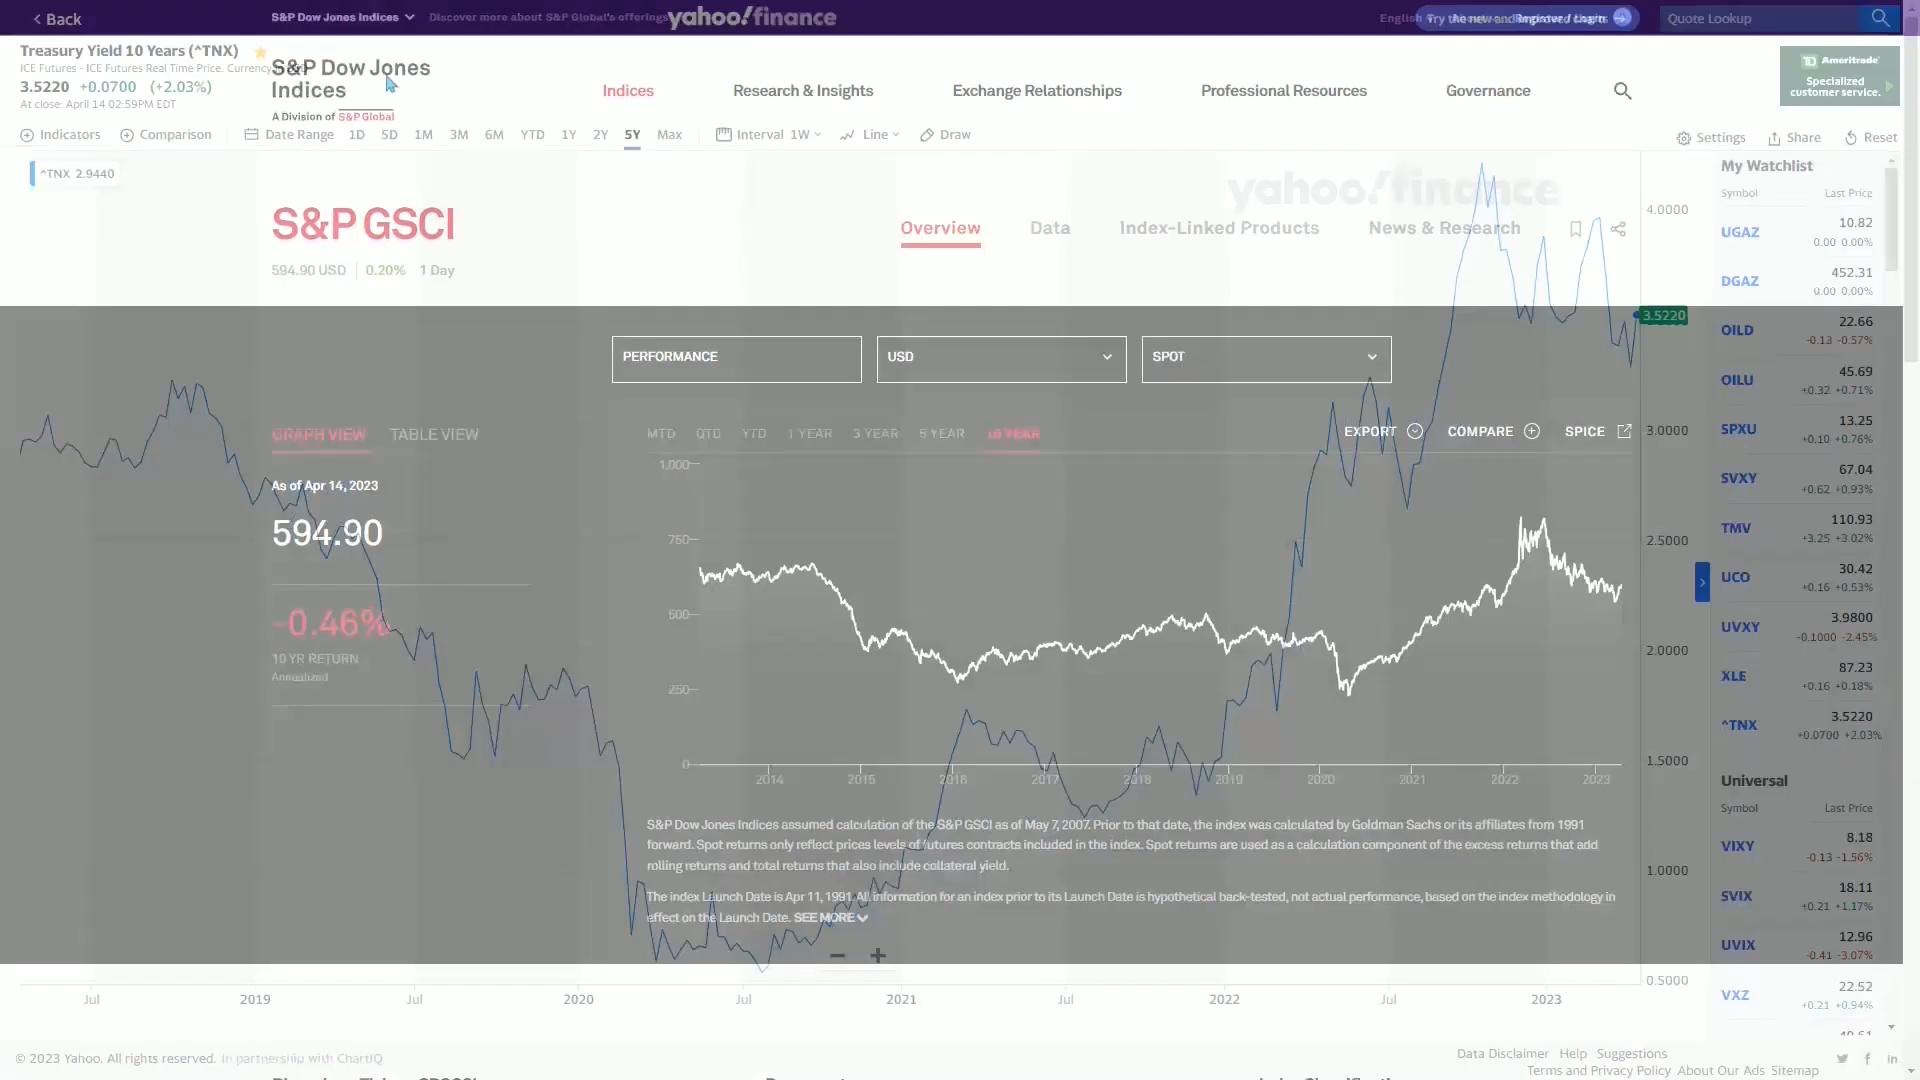 Back
S&P Dow Jones Indices
Discover more about S&P Global's offerings
yahoo!finance
English
Quote Lookup
Treasury Yield 10 Years (^TNX)
ICE Futures - ICE Futures Real Time Price. Currency
3.5220 +0.0700 (+2.03%)
At close: April 14 02:59PM EDT
S&P Dow Jones
Indices
A Division of S&P Global
Indices
Research & Insights
Exchange Relationships
Professional Resources
Governance
Ameritrade
Specialized
customer service.
Indicators
Comparison
Date Range 1D 5D 1M 3M 6M YTD 1Y 2Y 5Y Max
Interval 1W
Line
Draw
Settings
Share
Reset
^TNX 2.9440
yahoo!finance
S&P GSCI
Overview
Data
Index-Linked Products
News & Research
594.90 USD 0.20% 1 Day
PERFORMANCE
USD
SPOT
GRAPH VIEW
TABLE VIEW
MTD QTD YTD 1 YEAR 3 YEAR 5 YEAR 10 YEAR
EXPORT
COMPARE
SPICE
As of Apr 14, 2023
594.90
-0.46%
10 YR RETURN
Annualized
1,000
750
500
250
0
2014 2015 2016 2017 2018 2019 2020 2021 2022 2023
S&P Dow Jones Indices assumed calculation of the S&P GSCI as of May 7, 2007. Prior to that date, the index was calculated by Goldman Sachs or its affiliates from 1991
forward. Spot returns only reflect prices levels of futures contracts included in the index. Spot returns are used as a calculation component of the excess returns that add
rolling returns and total returns that also include collateral yield.
The index Launch Date is Apr 11, 1991. All information for an index prior to its Launch Date is hypothetical back-tested, not actual performance, based on the index methodology in
effect on the Launch Date. SEE MORE
4.0000
3.5220
3.0000
2.5000
2.0000
1.5000
1.0000
0.5000
Jul 2019 Jul 2020 Jul 2021 Jul 2022 Jul 2023
My Watchlist
Symbol Last Price
UGAZ 10.82
0.00 0.00%
DGAZ 452.31
0.00 0.00%
OILD 22.66
-0.13 -0.57%
OILU 45.69
+0.32 +0.71%
SPXU 13.25
+0.10 +0.76%
SVXY 67.04
+0.62 +0.93%
TMV 110.93
+3.25 +3.02%
UCO 30.42
+0.16 +0.53%
UVXY 3.9800
-0.1000 -2.45%
XLE 87.23
+0.16 +0.18%
^TNX 3.5220
+0.0700 +2.03%
Universal
Symbol Last Price
VIXY 8.18
-0.13 -1.56%
SVIX 18.11
+0.21 +1.17%
UVIX 12.96
-0.41 -3.07%
VXZ 22.52
+0.21 +0.94%
© 2023 Yahoo. All rights reserved. In partnership with ChartIQ
Data Disclaimer Help Suggestions
Terms and Privacy Policy About Our Ads Sitemap